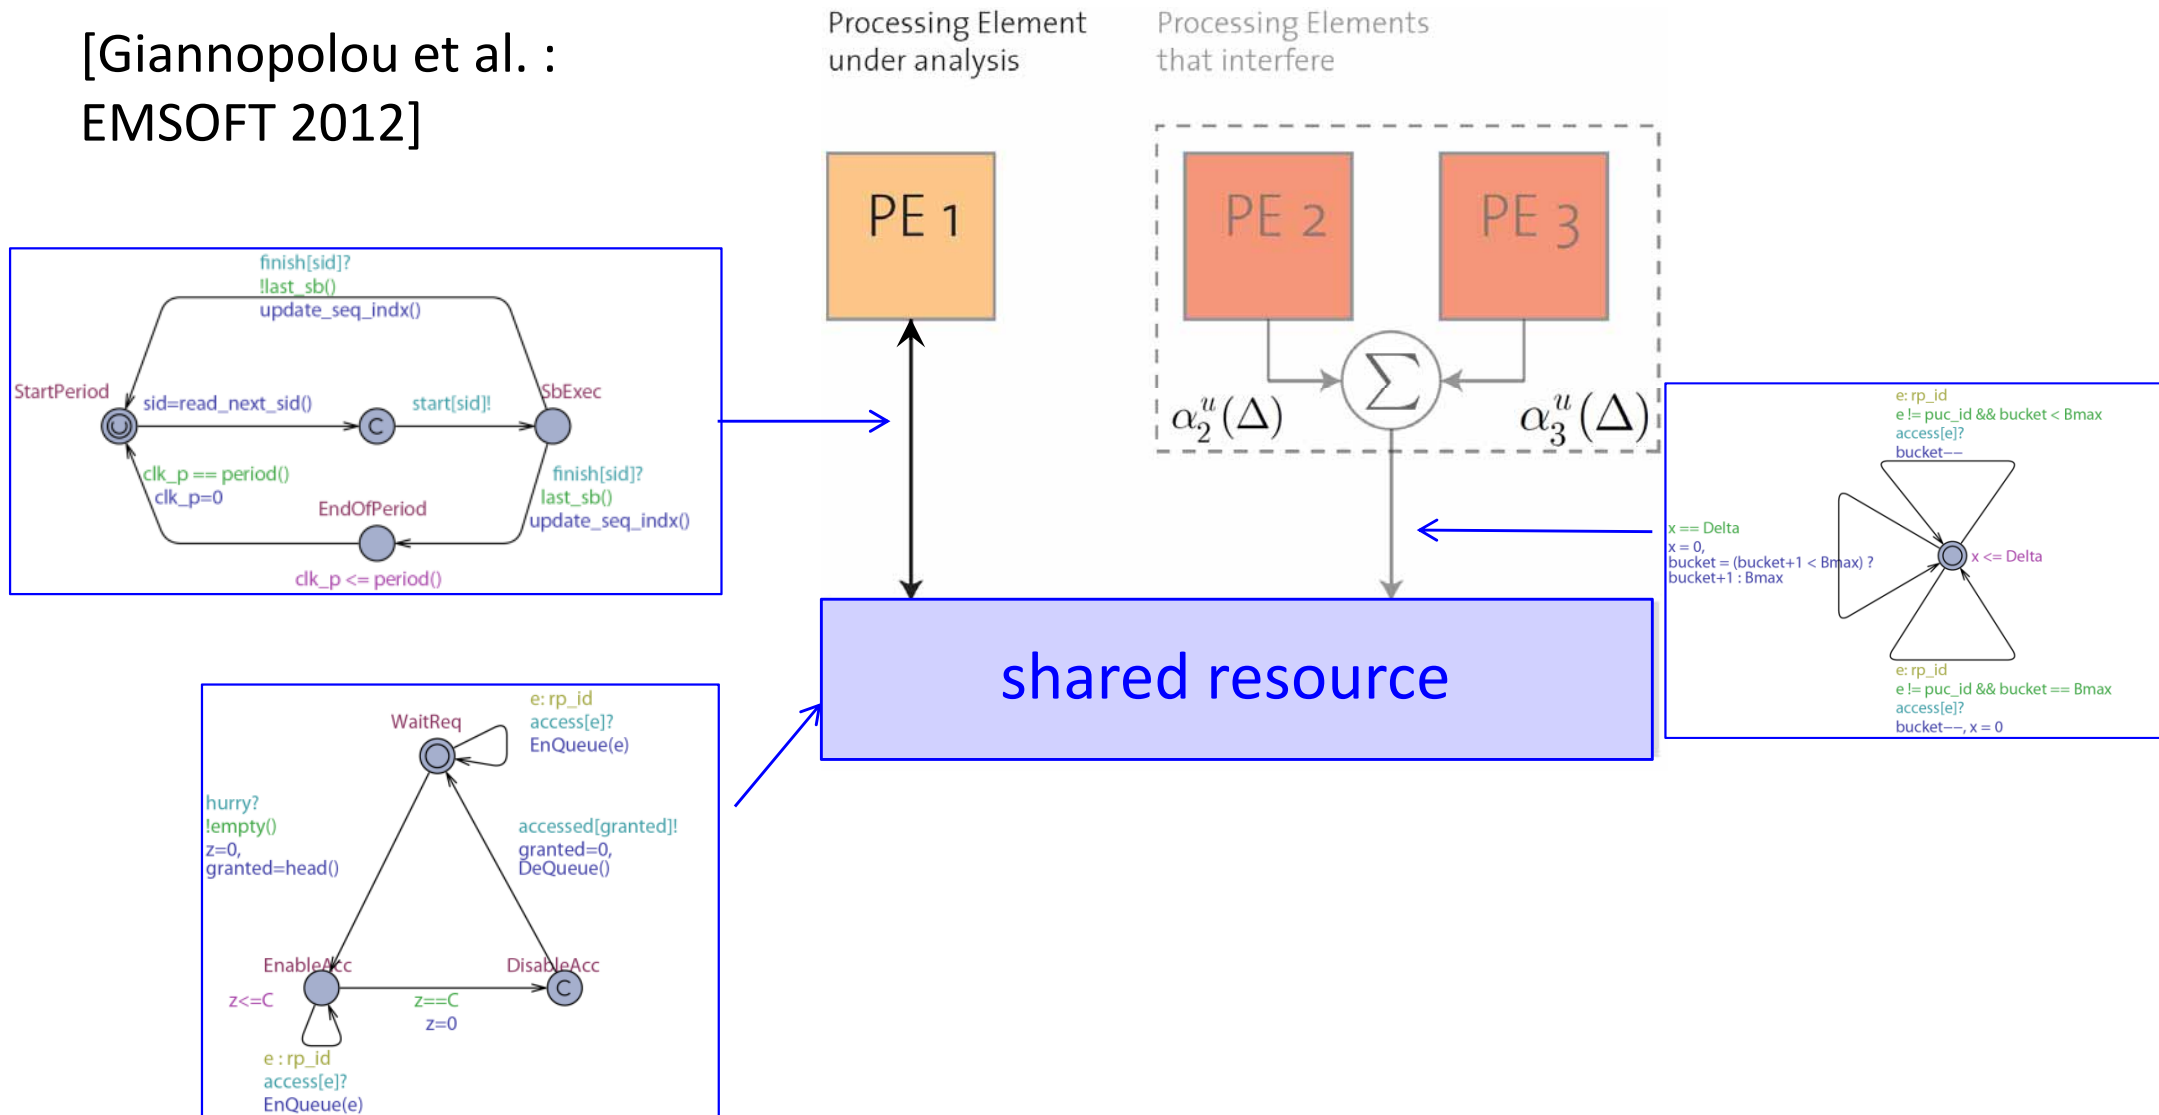 [Giannopolou et al. :
EMSOFT 2012]
Processing Element
under analysis
Processing Elements
that interfere
PE 1
PE 2
PE 3
∑
α₂ᵘ(Δ)
α₃ᵘ(Δ)
shared resource
finish[sid]?
!last_sb()
update_seq_indx()
StartPeriod
sid=read_next_sid()
C
start[sid]!
SbExec
clk_p == period()
clk_p=0
EndOfPeriod
clk_p <= period()
finish[sid]?
last_sb()
update_seq_indx()
e: rp_id
e != puc_id && bucket < Bmax
access[e]?
bucket--
x == Delta
x = 0,
bucket = (bucket+1 < Bmax) ?
bucket+1 : Bmax
x <= Delta
e: rp_id
e != puc_id && bucket == Bmax
access[e]?
bucket--, x = 0
WaitReq
e: rp_id
access[e]?
EnQueue(e)
hurry?
!empty()
z=0,
granted=head()
accessed[granted]!
granted=0,
DeQueue()
EnableAcc
z<=C
z==C
z=0
DisableAcc
C
e : rp_id
access[e]?
EnQueue(e)